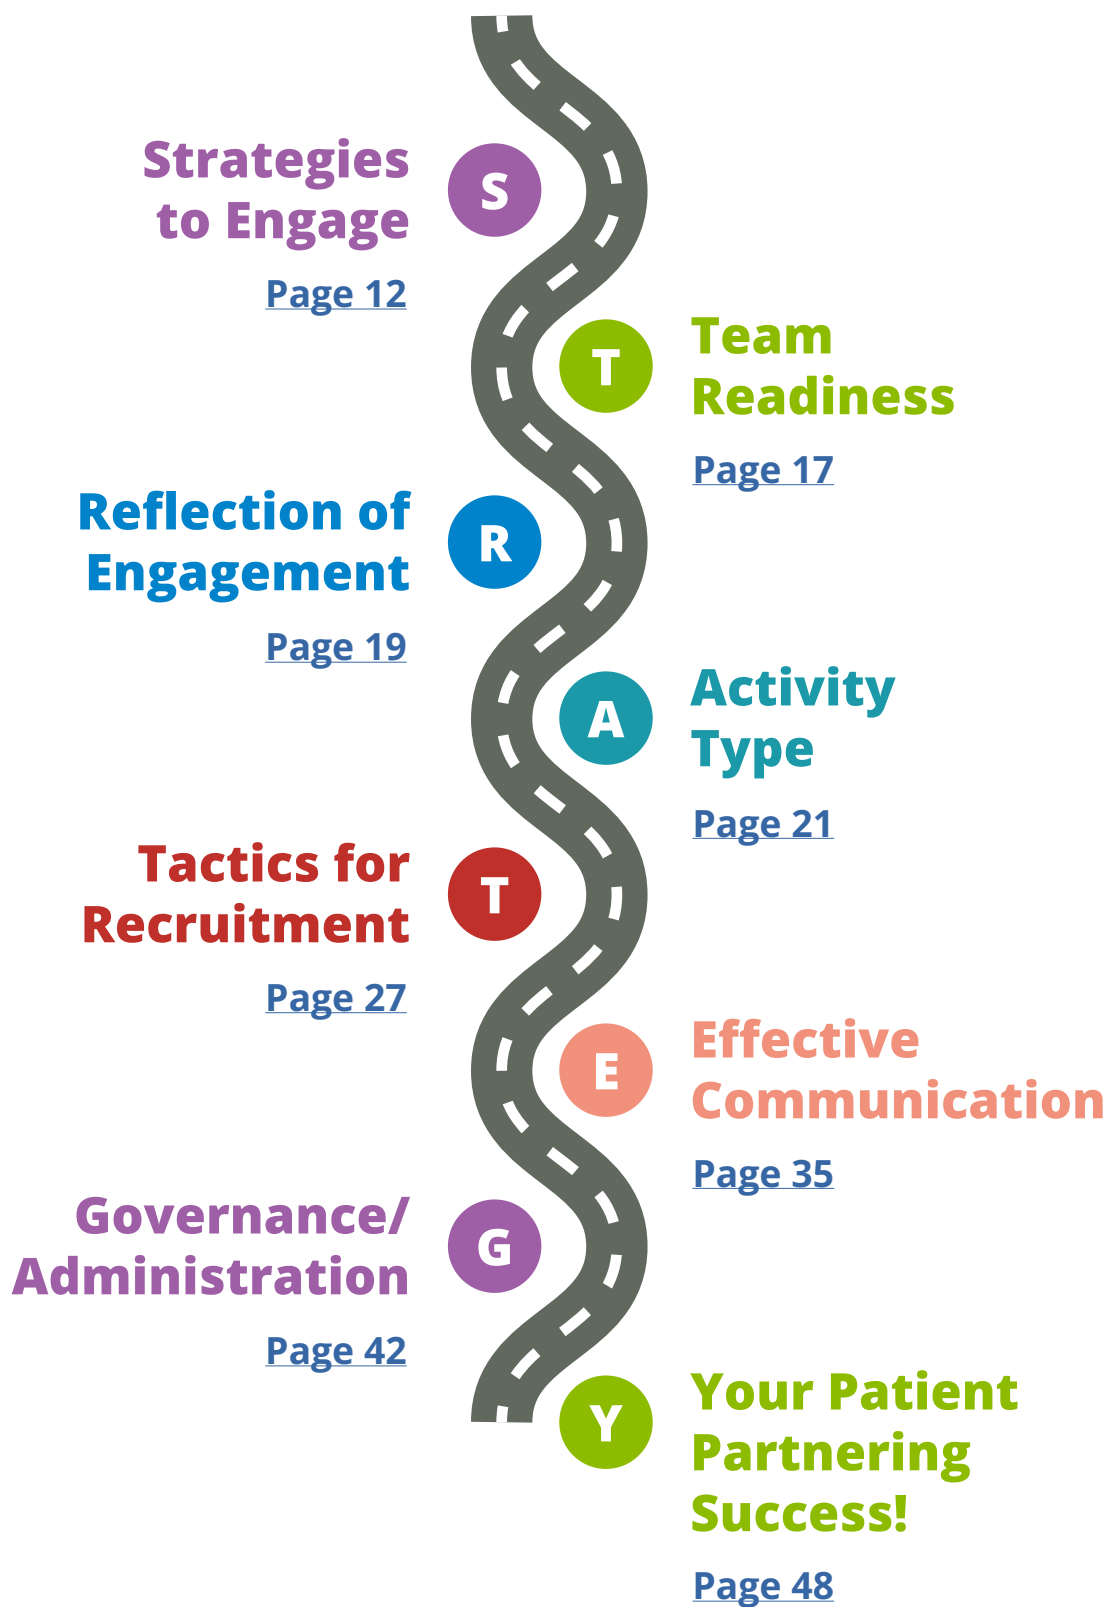 S
Strategies
to Engage
Page 12
T
Team
Readiness
Page 17
R
Reflection of
Engagement
Page 19
A
Activity
Type
Page 21
T
Tactics for
Recruitment
Page 27
E
Effective
Communication
Page 35
G
Governance/
Administration
Page 42
Y
Your Patient
Partnering
Success!
Page 48